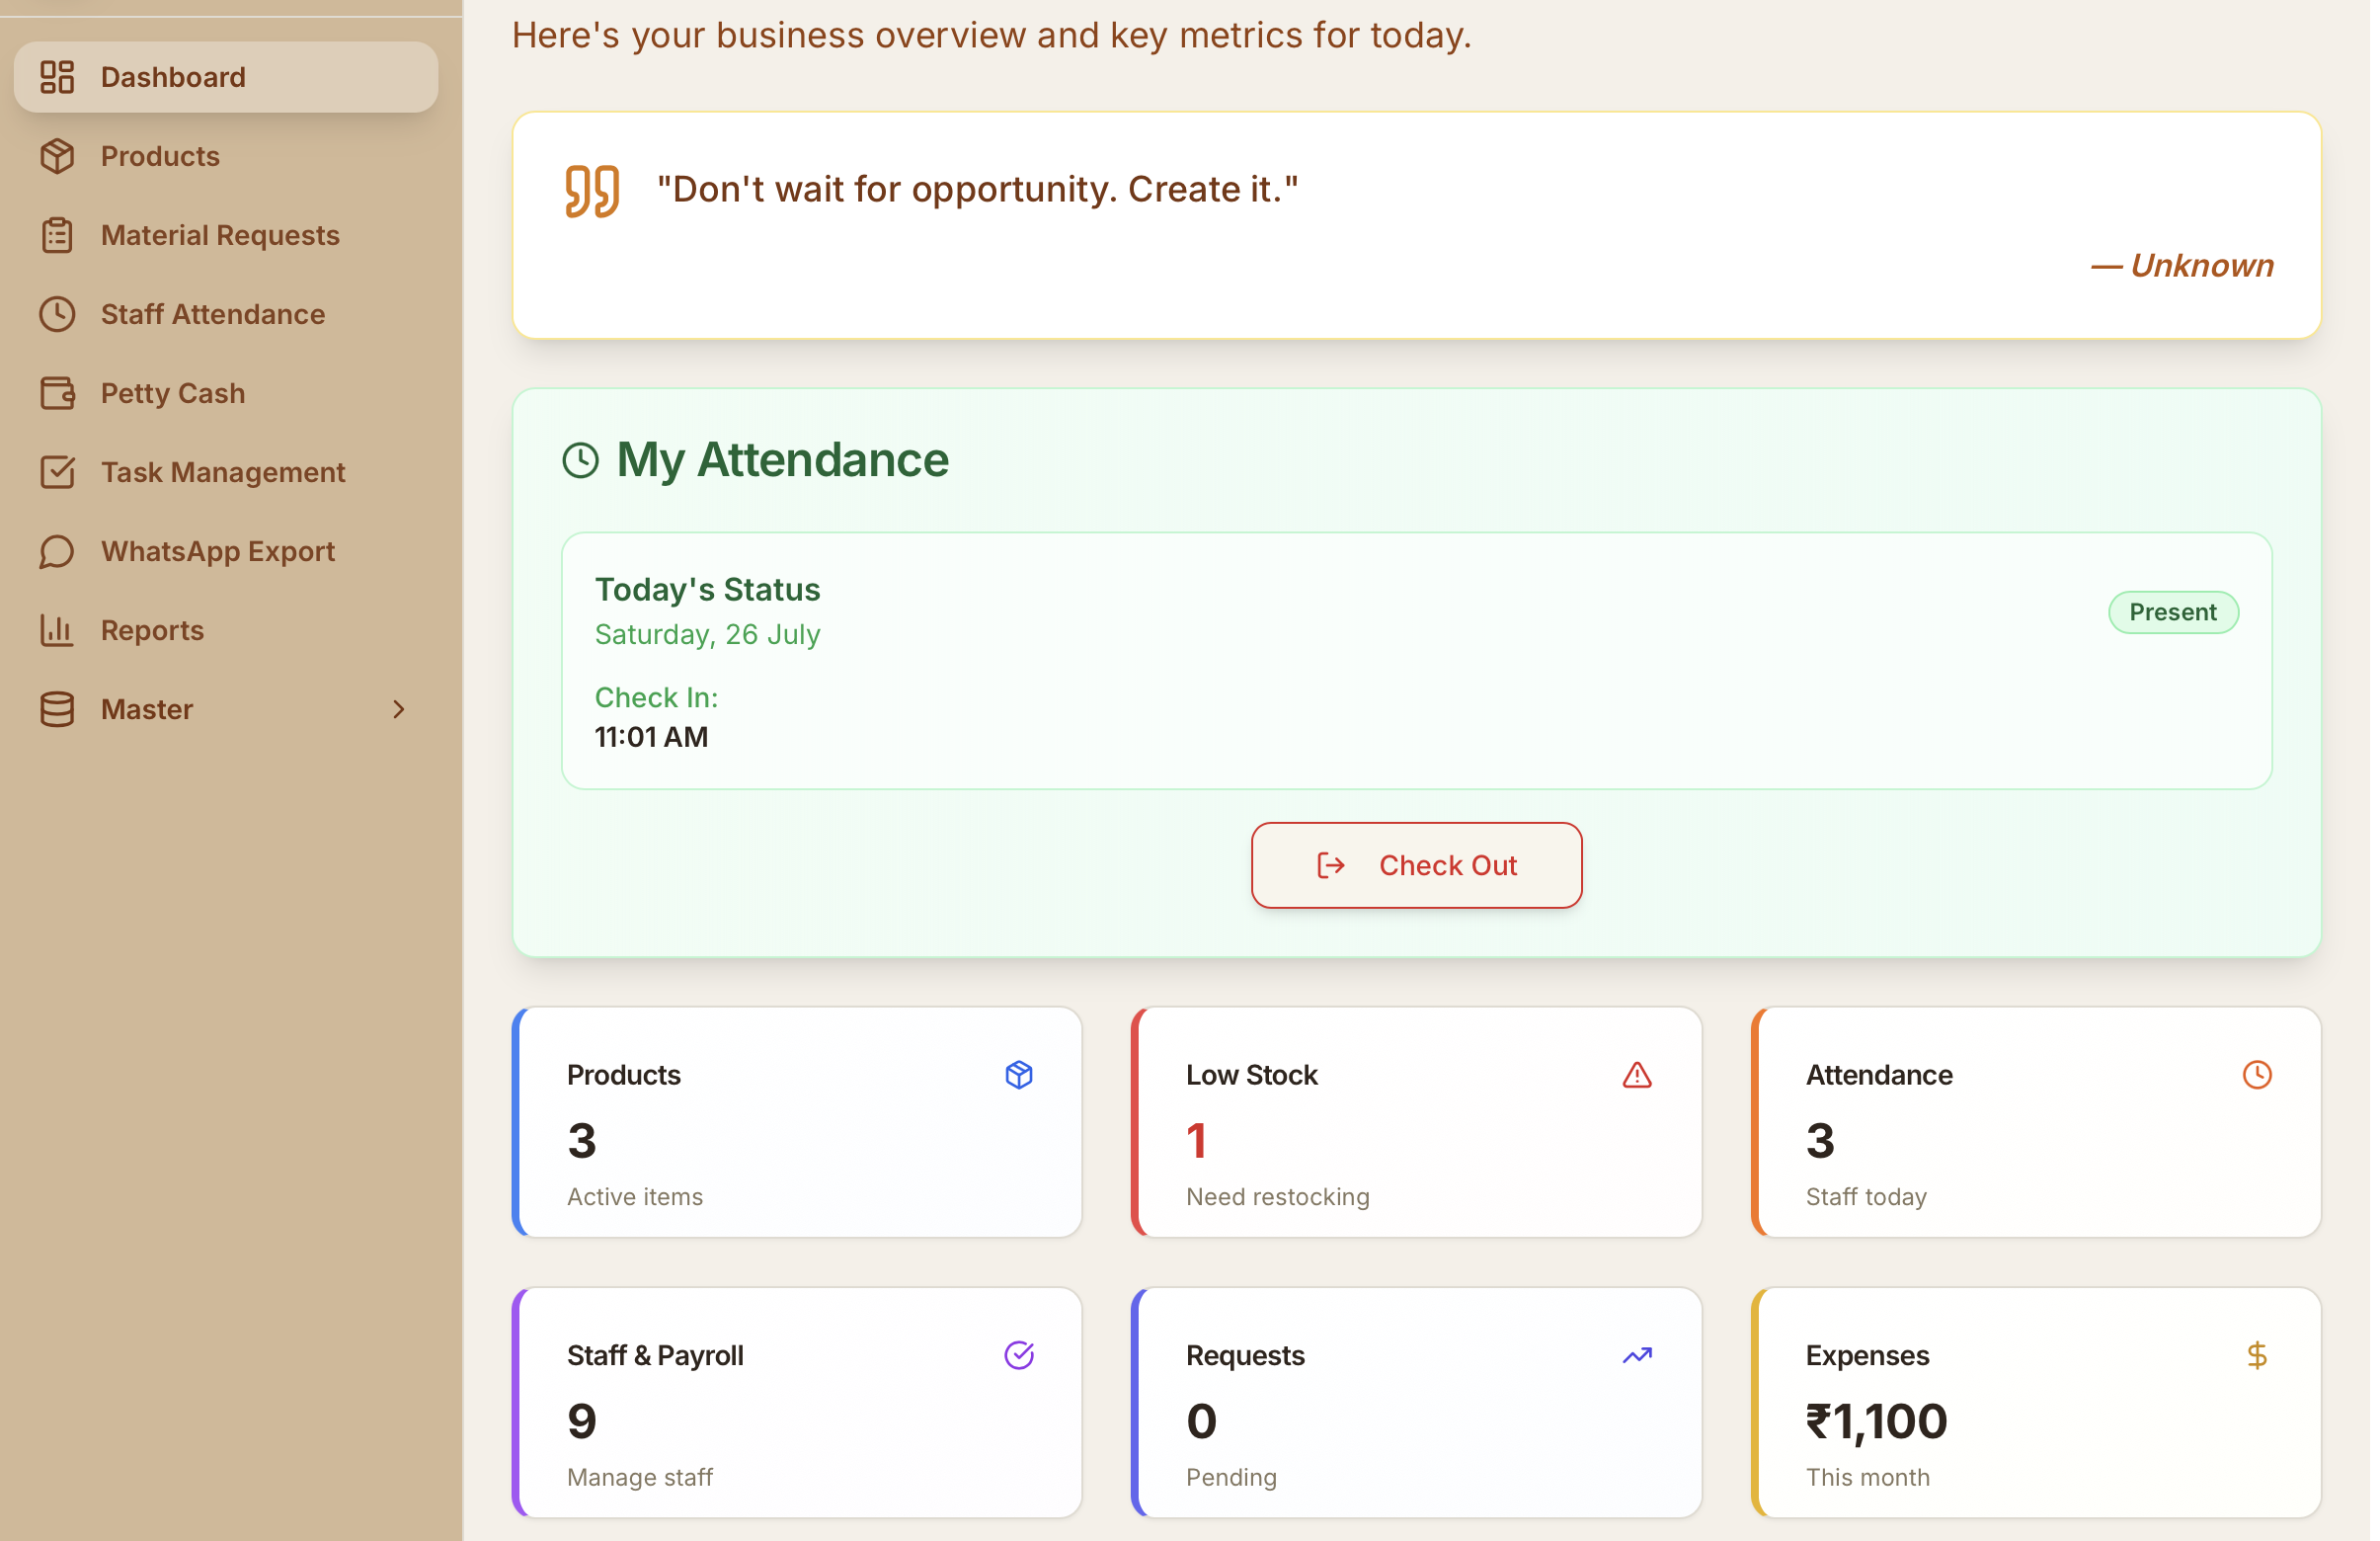 Dashboard
Products
Material Requests
Staff Attendance
Petty Cash
Task Management
WhatsApp Export
Reports
Master
Here's your business overview and key metrics for today.
"Don't wait for opportunity. Create it."
— Unknown
My Attendance
Today's Status
Saturday, 26 July
Present
Check In:
11:01 AM
Check Out
Products
3
Active items
Low Stock
1
Need restocking
Attendance
3
Staff today
Staff & Payroll
9
Manage staff
Requests
0
Pending
Expenses
₹1,100
This month